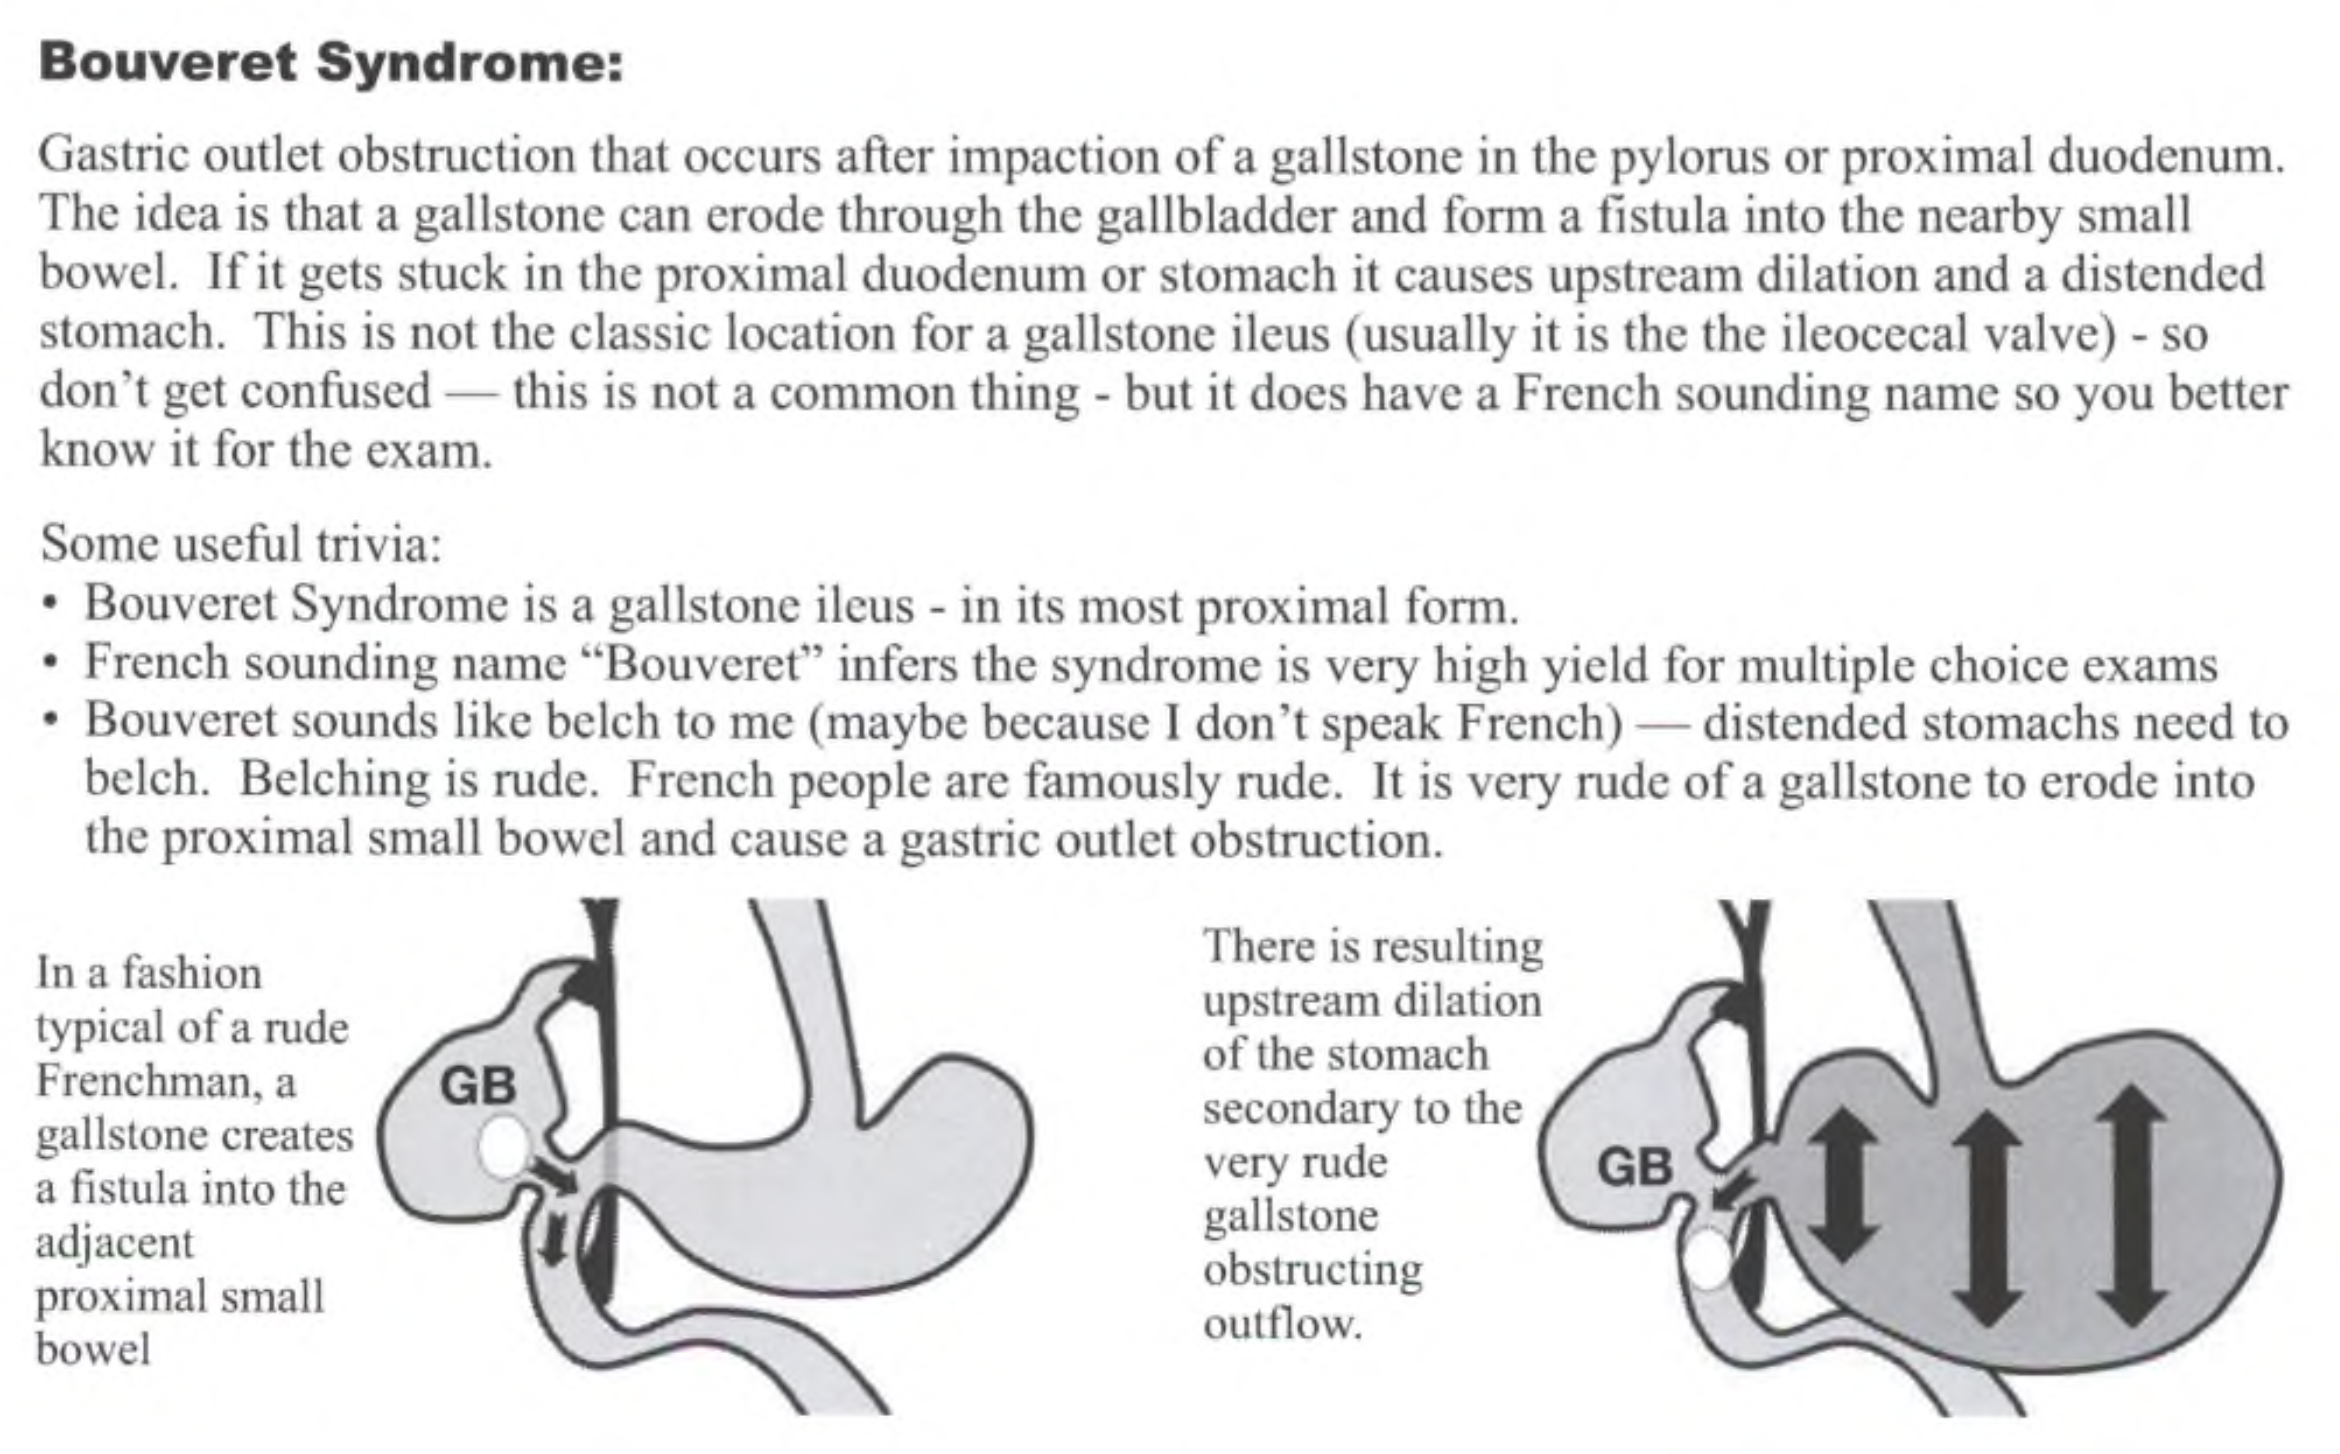 Bouveret Syndrome:
Gastric outlet obstruction that occurs after impaction of a gallstone in the pylorus or proximal duodenum.
The idea is that a gallstone can erode through the gallbladder and form a fistula into the nearby small
bowel. If it gets stuck in the proximal duodenum or stomach it causes upstream dilation and a distended
stomach. This is not the classic location for a gallstone ileus (usually it is the the ileocecal valve) - so
don't get confused — this is not a common thing - but it does have a French sounding name so you better
know it for the exam.
Some useful trivia:
• Bouveret Syndrome is a gallstone ileus - in its most proximal form.
• French sounding name “Bouveret” infers the syndrome is very high yield for multiple choice exams
• Bouveret sounds like belch to me (maybe because I don't speak French) — distended stomachs need to
belch. Belching is rude. French people are famously rude. It is very rude of a gallstone to erode into
the proximal small bowel and cause a gastric outlet obstruction.
In a fashion
typical of a rude
Frenchman, a
gallstone creates
a fistula into the
adjacent
proximal small
bowel
GB
There is resulting
upstream dilation
of the stomach
secondary to the
very rude
gallstone
obstructing
outflow.
GB